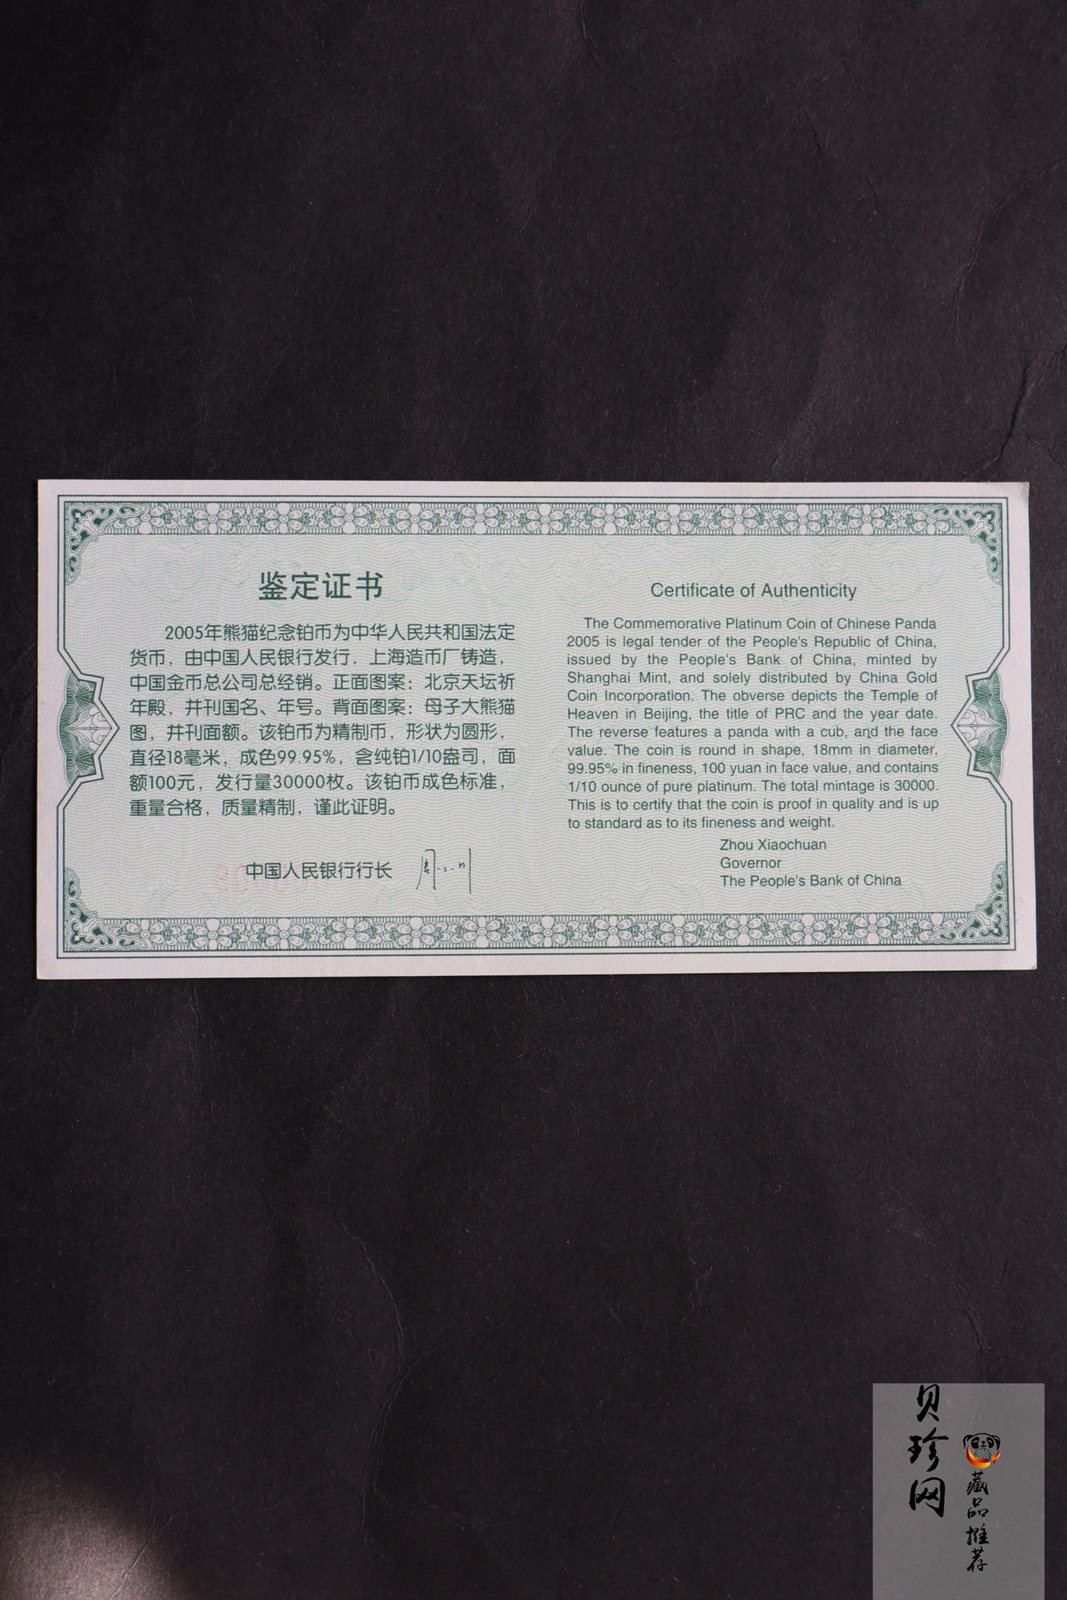 鉴定证书
2005年熊猫纪念铂币为中华人民共和国法定
货币，由中国人民银行发行，上海造币厂铸造，
中国金币总公司总经销。正面图案：北京天坛祈
年殿，并刊国名、年号。背面图案：母子大熊猫
图，并刊面额。该铂币为精制币，形状为圆形，
直径18毫米，成色99.95%，含纯铂1/10盎司，面
额100元，发行量30000枚。该铂币成色标准，
重量合格，质量精制，谨此证明。
中国人民银行行长
Certificate of Authenticity
The Commemorative Platinum Coin of Chinese Panda
2005 is legal tender of the People's Republic of China,
issued by the People's Bank of China, minted by
Shanghai Mint, and solely distributed by China Gold
Coin Incorporation. The obverse depicts the Temple of
Heaven in Beijing, the title of PRC and the year date.
The reverse features a panda with a cub, and the face
value. The coin is round in shape, 18mm in diameter,
99.95% in fineness, 100 yuan in face value, and contains
1/10 ounce of pure platinum. The total mintage is 30000.
This is to certify that the coin is proof in quality and is up
to standard as to its fineness and weight.
Zhou Xiaochuan
Governor
The People's Bank of China
贝珍网
藏品推荐